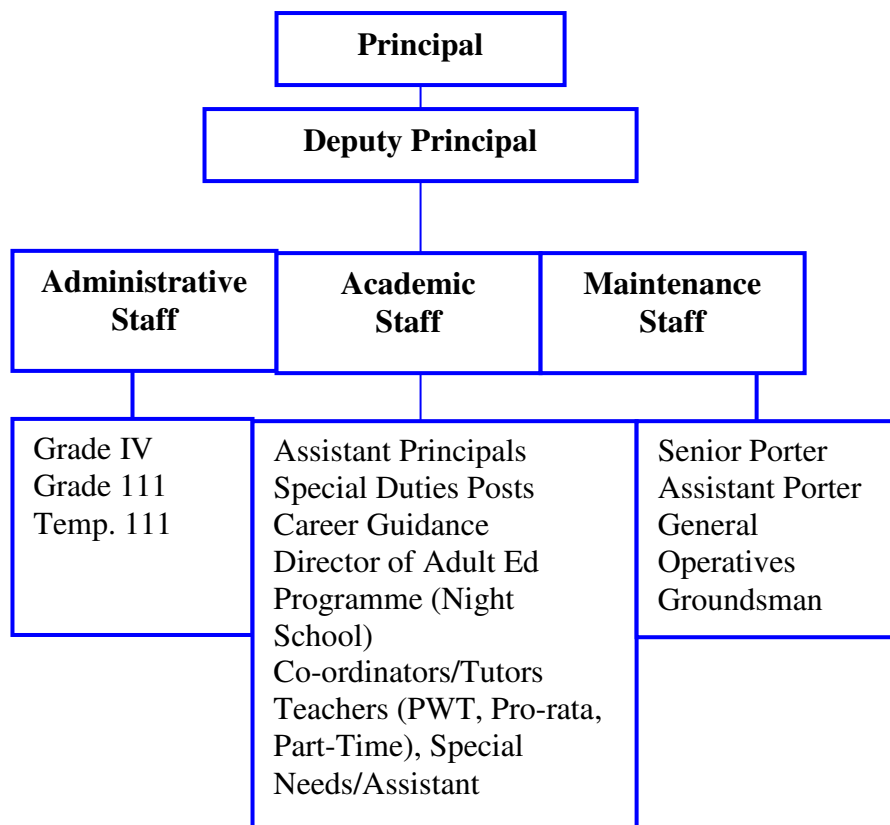 Principal
Deputy Principal
Administrative
Staff
Academic
Staff
Maintenance
Staff
Grade IV
Grade 111
Temp. 111
Assistant Principals
Special Duties Posts
Career Guidance
Director of Adult Ed
Programme (Night
School)
Co-ordinators/Tutors
Teachers (PWT, Pro-rata,
Part-Time), Special
Needs/Assistant
Senior Porter
Assistant Porter
General
Operatives
Groundsman